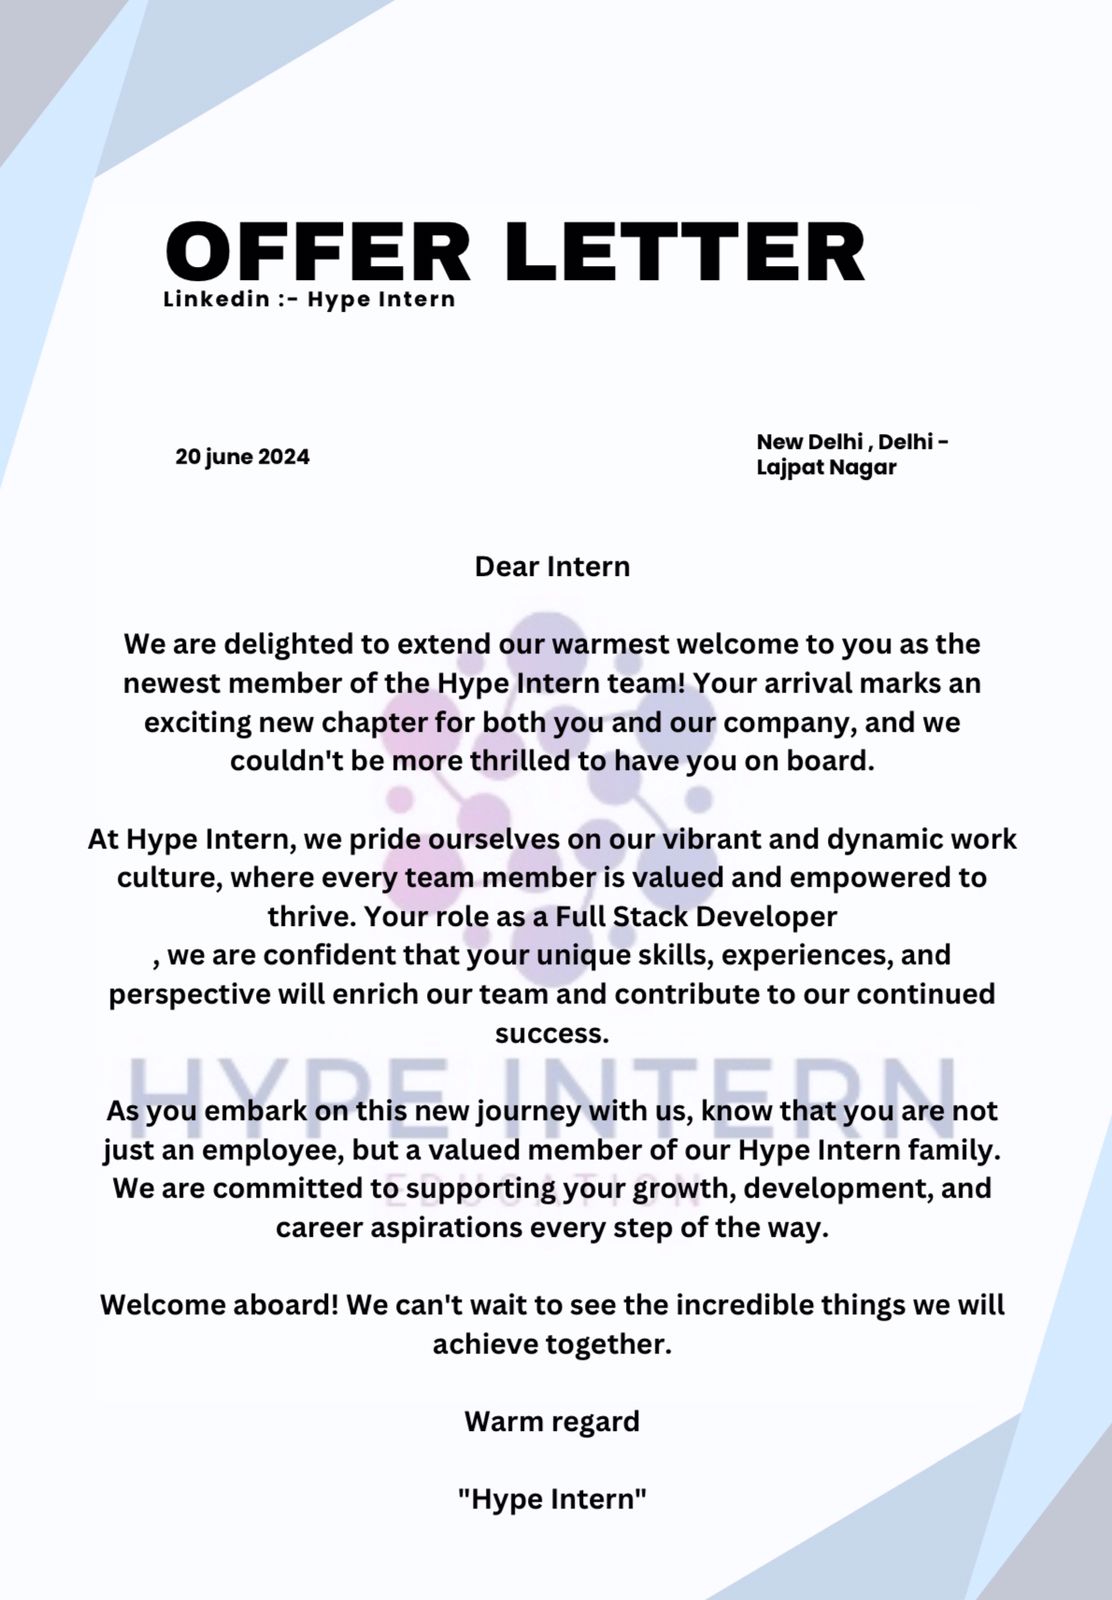 OFFER LETTER
Linkedin :- Hype Intern
20 june 2024
New Delhi , Delhi -
Lajpat Nagar
Dear Intern
We are delighted to extend our warmest welcome to you as the
newest member of the Hype Intern team! Your arrival marks an
exciting new chapter for both you and our company, and we
couldn't be more thrilled to have you on board.
At Hype Intern, we pride ourselves on our vibrant and dynamic work
culture, where every team member is valued and empowered to
thrive. Your role as a Full Stack Developer
, we are confident that your unique skills, experiences, and
perspective will enrich our team and contribute to our continued
success.
HYPE INTERN
As you embark on this new journey with us, know that you are not
just an employee, but a valued member of our Hype Intern family.
We are committed to supporting your growth, development, and
EDUCATION
career aspirations every step of the way.
Welcome aboard! We can't wait to see the incredible things we will
achieve together.
Warm regard
"Hype Intern"